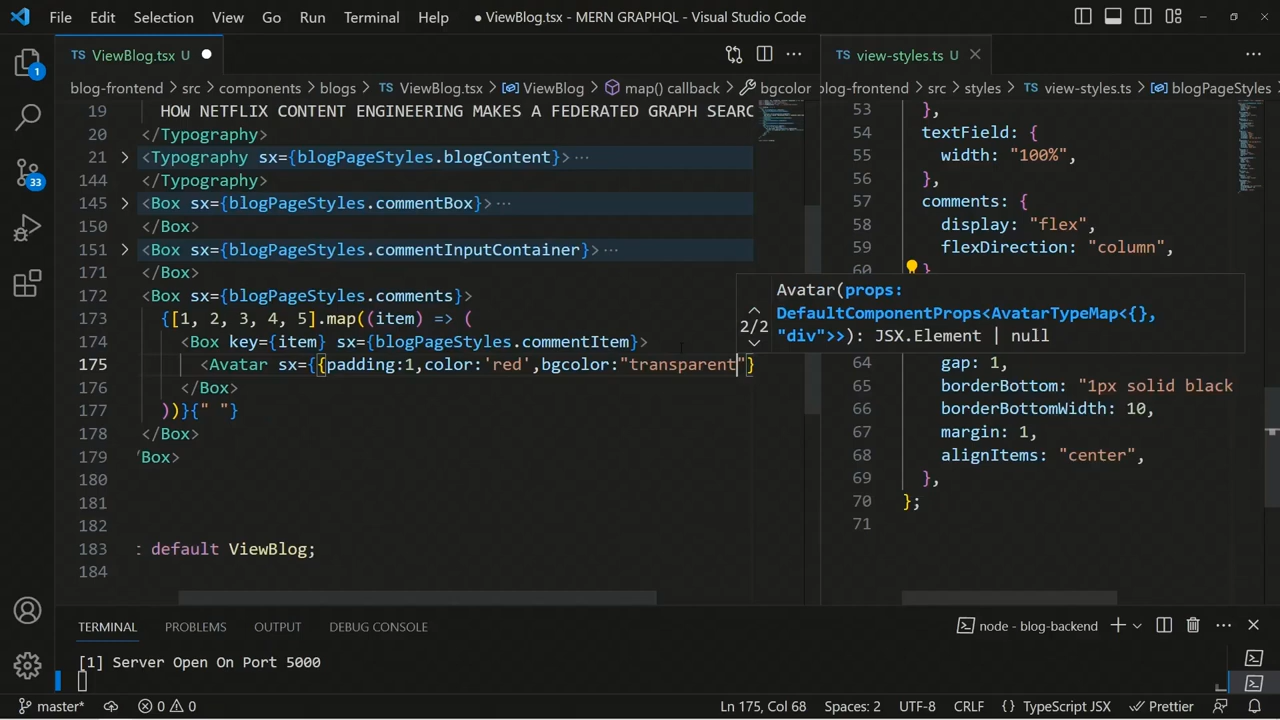 File Edit Selection View Go Run Terminal Help ● ViewBlog.tsx - MERN GRAPHQL - Visual Studio Code
TS ViewBlog.tsx U ●
TS view-styles.ts U
blog-frontend > src > components > blogs > TS ViewBlog.tsx > ViewBlog > map() callback > bgcolor
blog-frontend > src > styles > TS view-styles.ts > blogPageStyles
1
33
19 HOW NETFLIX CONTENT ENGINEERING MAKES A FEDERATED GRAPH SEARC
20 </Typography>
21 <Typography sx={blogPageStyles.blogContent}> ···
144 </Typography>
145 <Box sx={blogPageStyles.commentBox}> ···
150 </Box>
151 <Box sx={blogPageStyles.commentInputContainer}> ···
171 </Box>
172 <Box sx={blogPageStyles.comments}>
173 {[1, 2, 3, 4, 5].map((item) => (
174 <Box key={item} sx={blogPageStyles.commentItem}>
175 <Avatar sx={{padding:1,color:'red',bgcolor:"transparent"}
176 </Box>
177 ))}{" "}
178 </Box>
179 /Box>
180
181
182
183 t default ViewBlog;
184
Avatar(props:
2/2 DefaultComponentProps<AvatarTypeMap<{},
"div">>): JSX.Element | null
53 },
54 textField: {
55 width: "100%",
56 },
57 comments: {
58 display: "flex",
59 flexDirection: "column",
60 }
64 gap: 1,
65 borderBottom: "1px solid black
66 borderBottomWidth: 10,
67 margin: 1,
68 alignItems: "center",
69 },
70 };
71
TERMINAL PROBLEMS OUTPUT DEBUG CONSOLE
node - blog-backend
[1] Server Open On Port 5000
master* 0 0 Ln 175, Col 68 Spaces: 2 UTF-8 CRLF {} TypeScript JSX Prettier